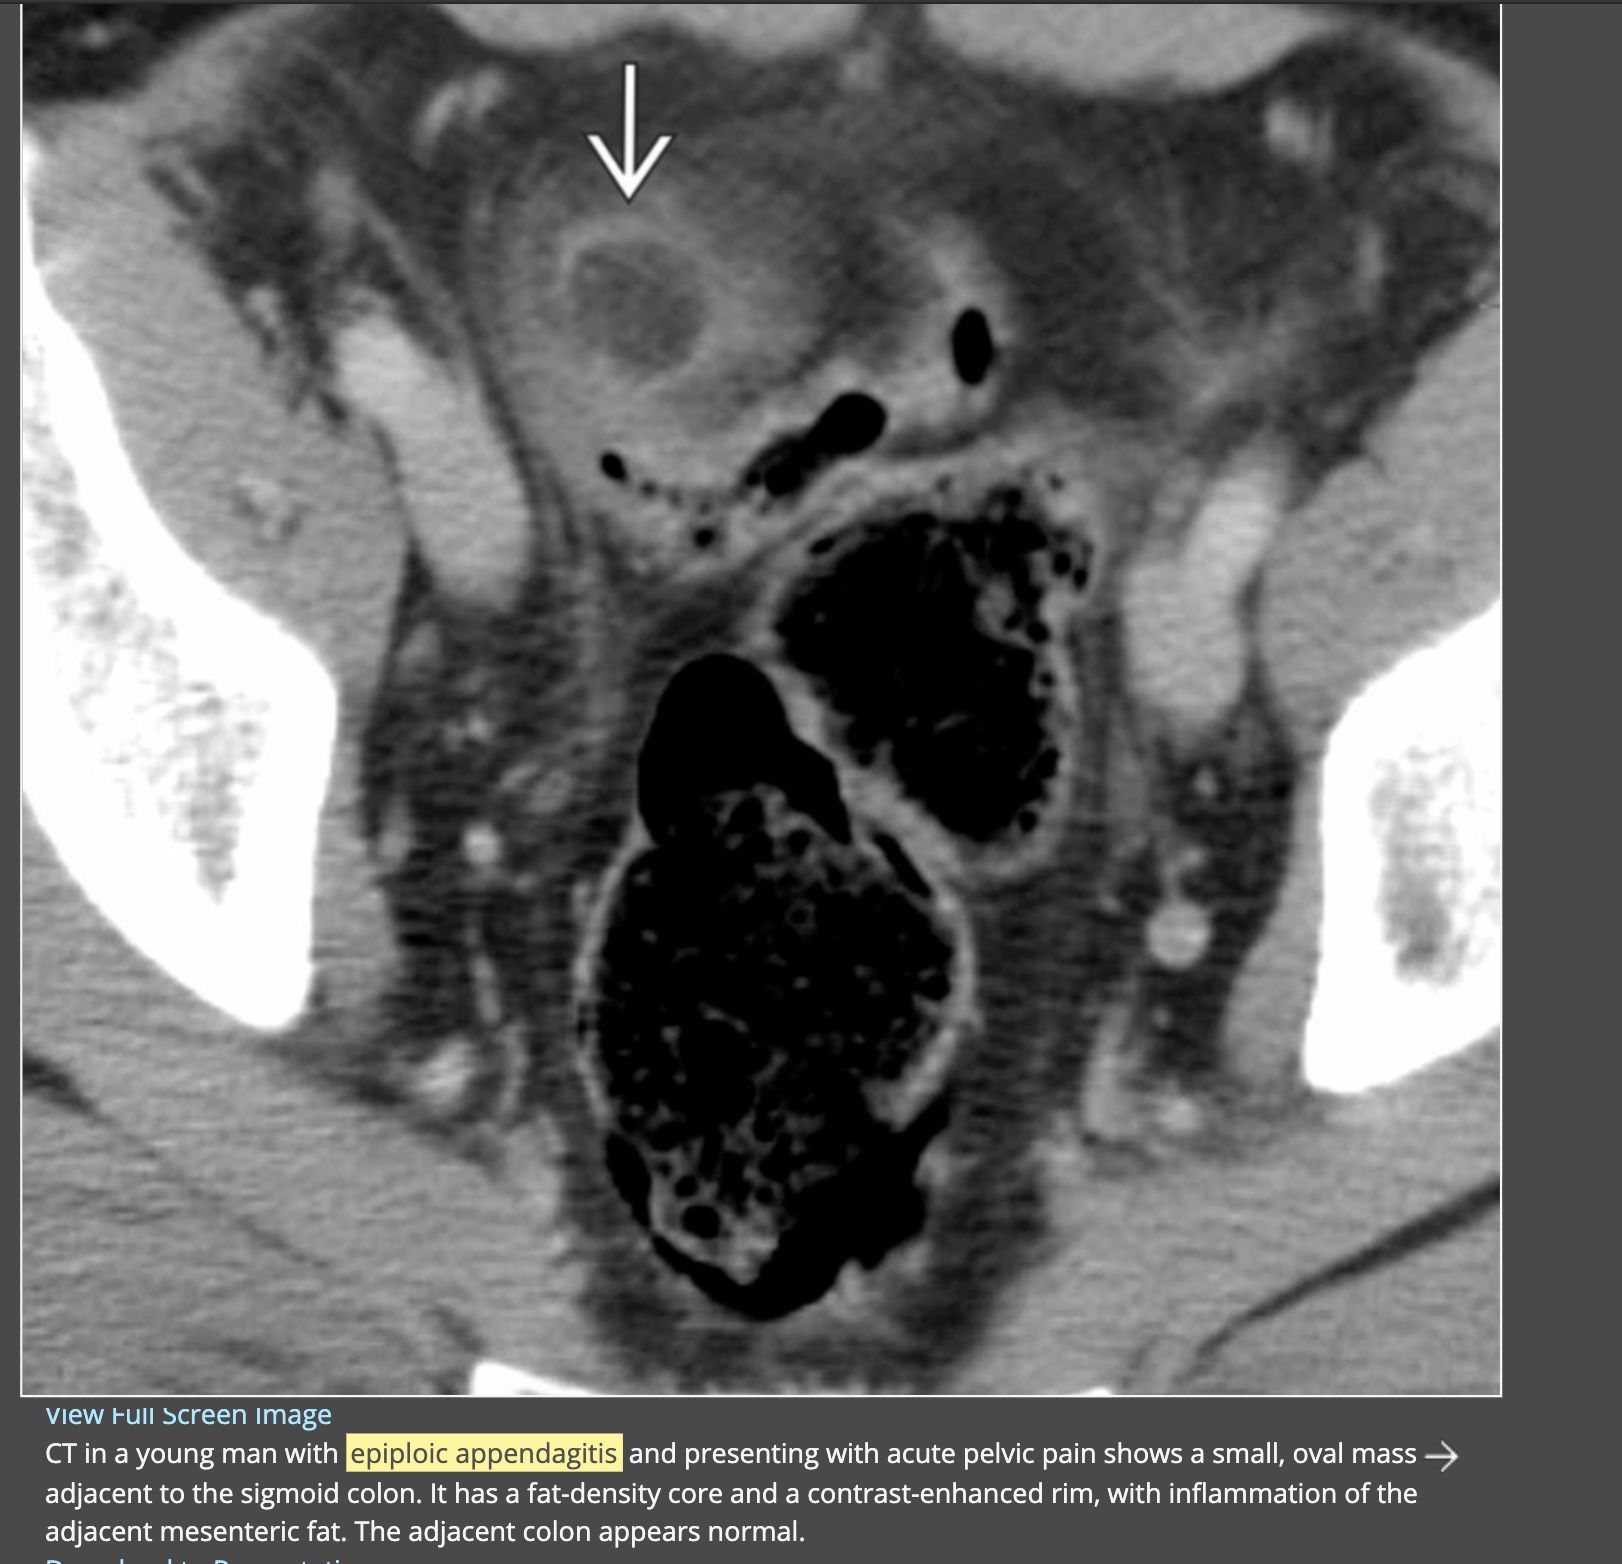 View Full Screen Image
CT in a young man with epiploic appendagitis and presenting with acute pelvic pain shows a small, oval mass →
adjacent to the sigmoid colon. It has a fat-density core and a contrast-enhanced rim, with inflammation of the
adjacent mesenteric fat. The adjacent colon appears normal.